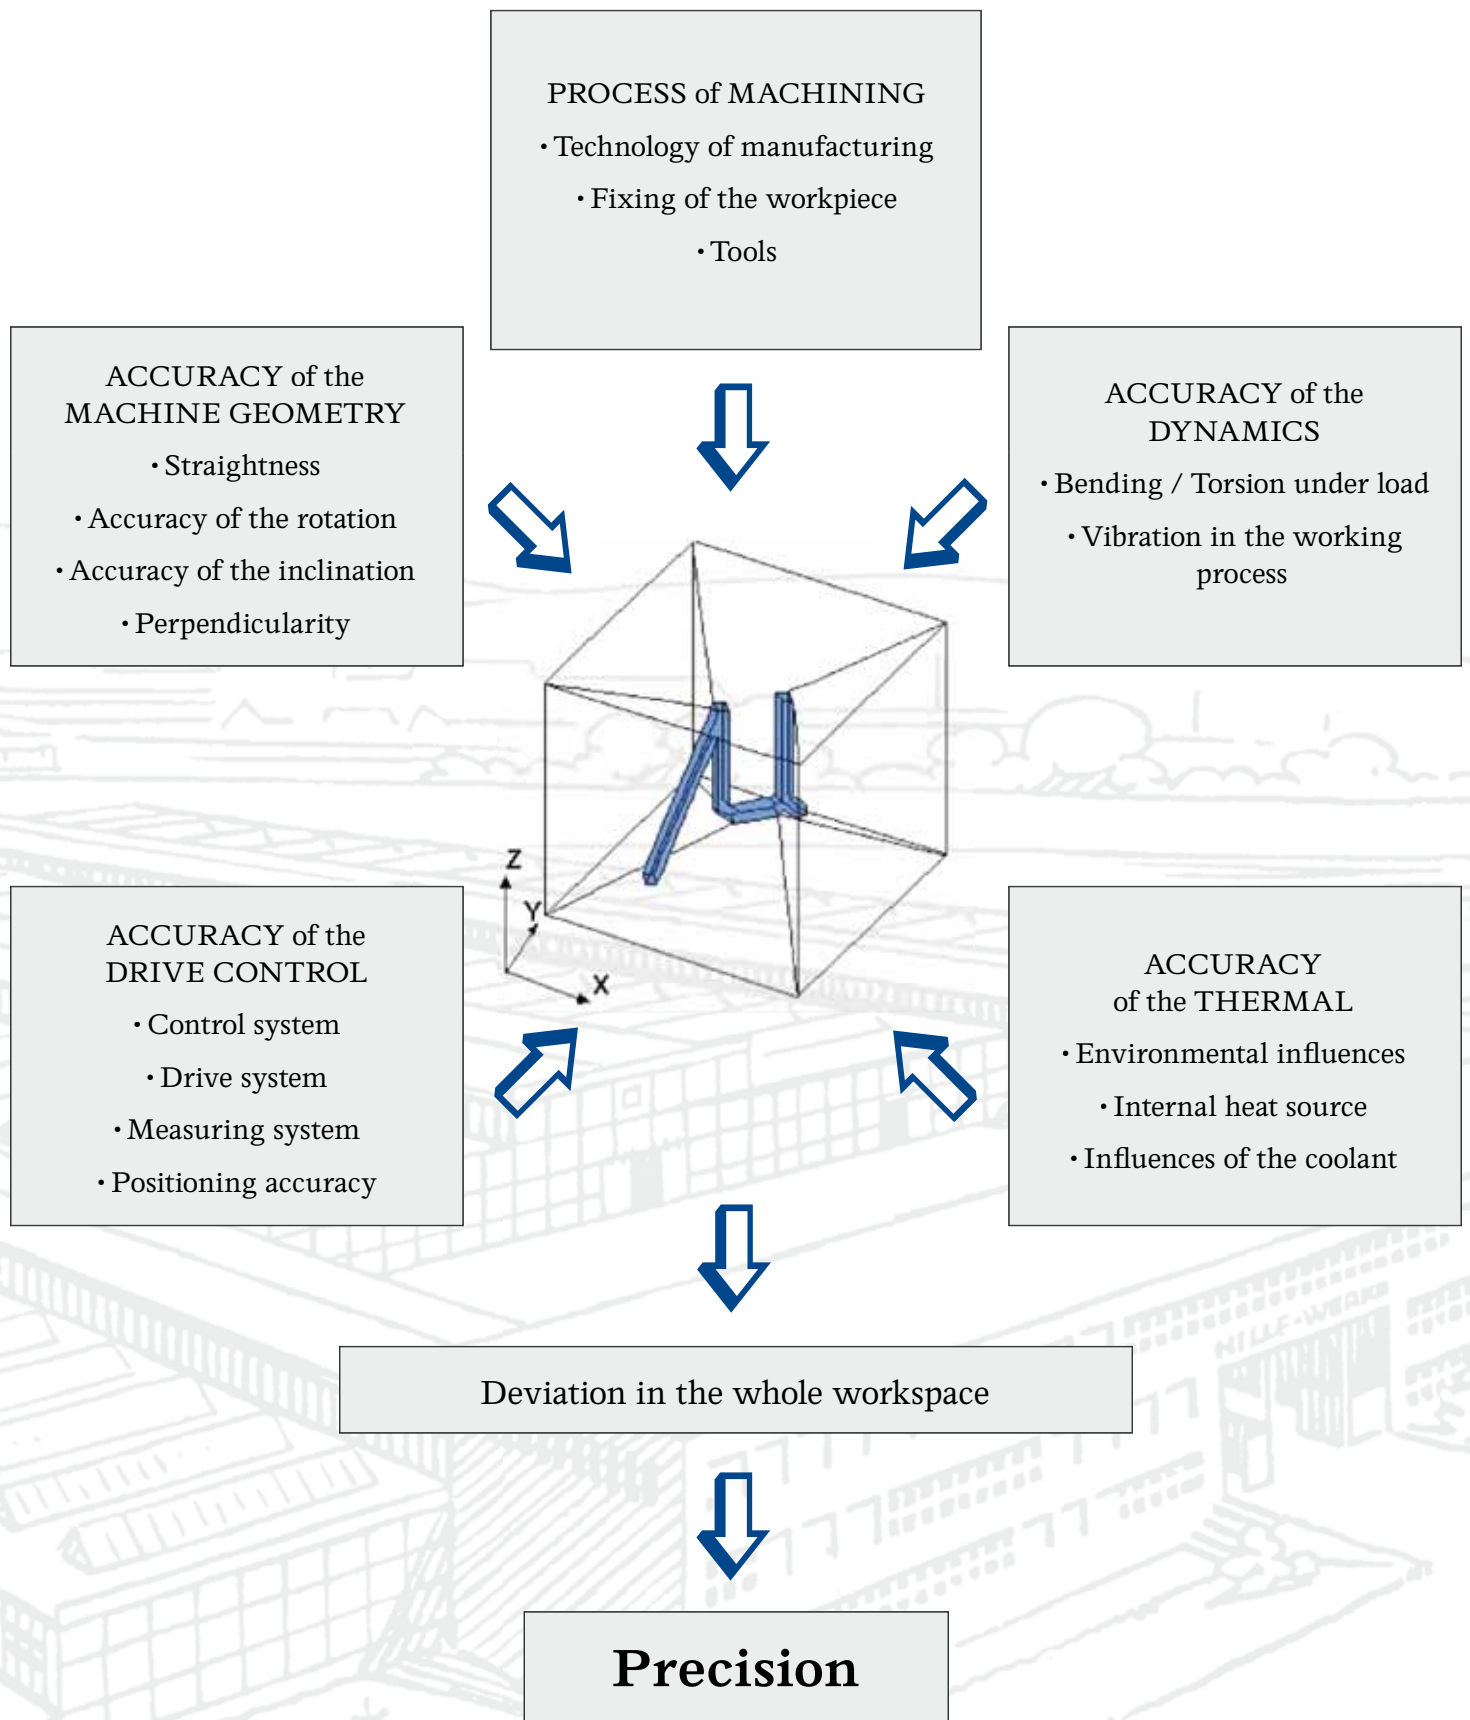 PROCESS of MACHINING
• Technology of manufacturing
• Fixing of the workpiece
• Tools
ACCURACY of the
MACHINE GEOMETRY
• Straightness
• Accuracy of the rotation
• Accuracy of the inclination
• Perpendicularity
ACCURACY of the
DYNAMICS
• Bending / Torsion under load
• Vibration in the working
process
Z
Y
X
ACCURACY of the
DRIVE CONTROL
• Control system
• Drive system
• Measuring system
• Positioning accuracy
ACCURACY
of the THERMAL
• Environmental influences
• Internal heat source
• Influences of the coolant
HILLE-WERKE
Deviation in the whole workspace
Precision